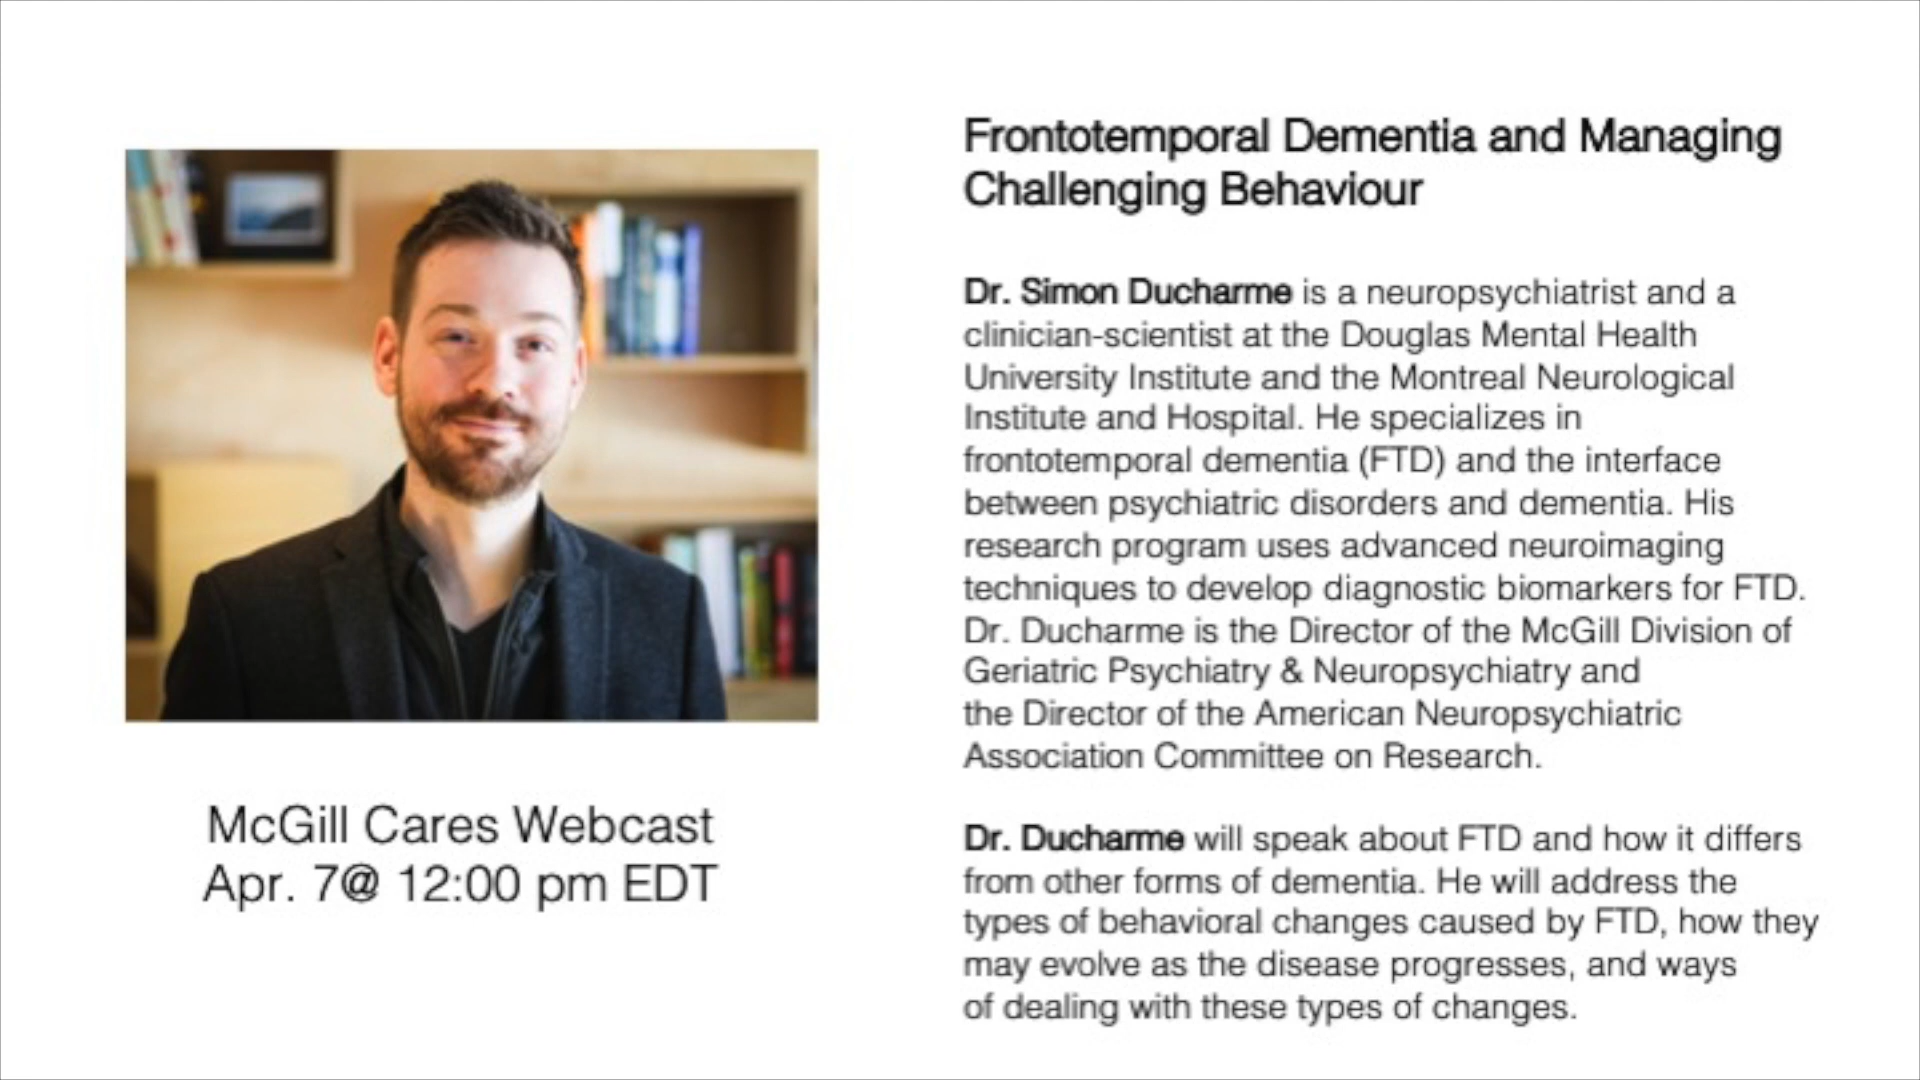 Frontotemporal Dementia and Managing
Challenging Behaviour
Dr. Simon Ducharme is a neuropsychiatrist and a
clinician-scientist at the Douglas Mental Health
University Institute and the Montreal Neurological
Institute and Hospital. He specializes in
frontotemporal dementia (FTD) and the interface
between psychiatric disorders and dementia. His
research program uses advanced neuroimaging
techniques to develop diagnostic biomarkers for FTD.
Dr. Ducharme is the Director of the McGill Division of
Geriatric Psychiatry & Neuropsychiatry and
the Director of the American Neuropsychiatric
Association Committee on Research.
Dr. Ducharme will speak about FTD and how it differs
from other forms of dementia. He will address the
types of behavioral changes caused by FTD, how they
may evolve as the disease progresses, and ways
of dealing with these types of changes.
McGill Cares Webcast
Apr. 7@ 12:00 pm EDT